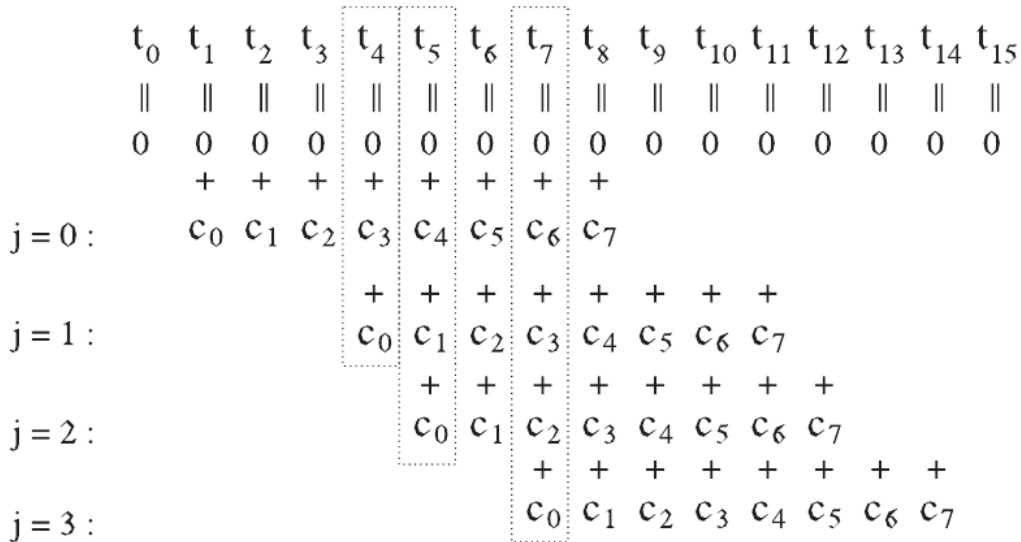 t₀ t₁ t₂ t₃ t₄ t₅ t₆ t₇ t₈ t₉ t₁₀ t₁₁ t₁₂ t₁₃ t₁₄ t₁₅
|| || || || || || || || || || || || || || || ||
0 0 0 0 0 0 0 0 0 0 0 0 0 0 0 0
+ + + + + + + +
j = 0 : c₀ c₁ c₂ c₃ c₄ c₅ c₆ c₇
+ + + + + + + +
j = 1 : c₀ c₁ c₂ c₃ c₄ c₅ c₆ c₇
+ + + + + + + +
j = 2 : c₀ c₁ c₂ c₃ c₄ c₅ c₆ c₇
+ + + + + + + +
j = 3 : c₀ c₁ c₂ c₃ c₄ c₅ c₆ c₇